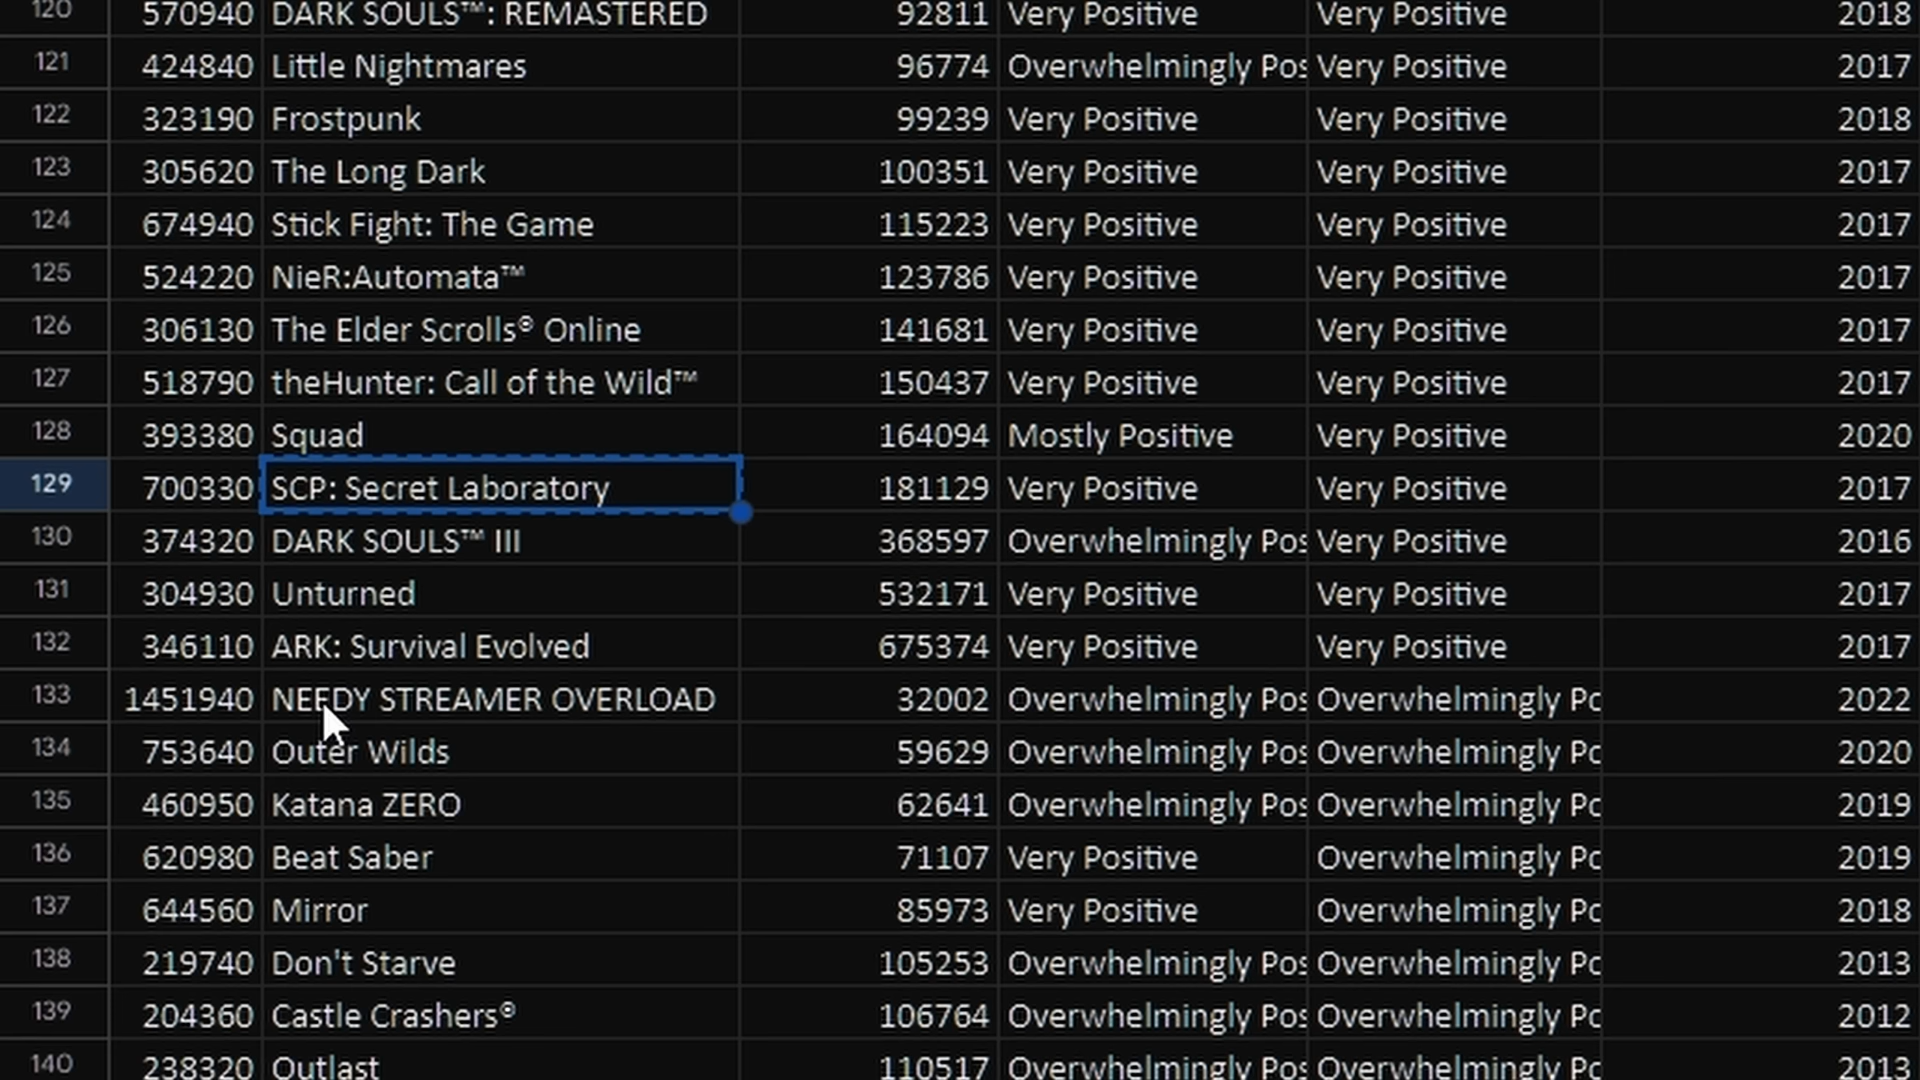 120 570940 DARK SOULS™: REMASTERED 92811 Very Positive Very Positive 2018
121 424840 Little Nightmares 96774 Overwhelmingly Pos Very Positive 2017
122 323190 Frostpunk 99239 Very Positive Very Positive 2018
123 305620 The Long Dark 100351 Very Positive Very Positive 2017
124 674940 Stick Fight: The Game 115223 Very Positive Very Positive 2017
125 524220 NieR:Automata™ 123786 Very Positive Very Positive 2017
126 306130 The Elder Scrolls® Online 141681 Very Positive Very Positive 2017
127 518790 theHunter: Call of the Wild™ 150437 Very Positive Very Positive 2017
128 393380 Squad 164094 Mostly Positive Very Positive 2020
129 700330 SCP: Secret Laboratory 181129 Very Positive Very Positive 2017
130 374320 DARK SOULS™ III 368597 Overwhelmingly Pos Very Positive 2016
131 304930 Unturned 532171 Very Positive Very Positive 2017
132 346110 ARK: Survival Evolved 675374 Very Positive Very Positive 2017
133 1451940 NEEDY STREAMER OVERLOAD 32002 Overwhelmingly Pos Overwhelmingly Po 2022
134 753640 Outer Wilds 59629 Overwhelmingly Pos Overwhelmingly Po 2020
135 460950 Katana ZERO 62641 Overwhelmingly Pos Overwhelmingly Po 2019
136 620980 Beat Saber 71107 Very Positive Overwhelmingly Po 2019
137 644560 Mirror 85973 Very Positive Overwhelmingly Po 2018
138 219740 Don't Starve 105253 Overwhelmingly Pos Overwhelmingly Po 2013
139 204360 Castle Crashers® 106764 Overwhelmingly Pos Overwhelmingly Po 2012
140 238320 Outlast 110517 Overwhelmingly Pos Overwhelmingly Po 2013